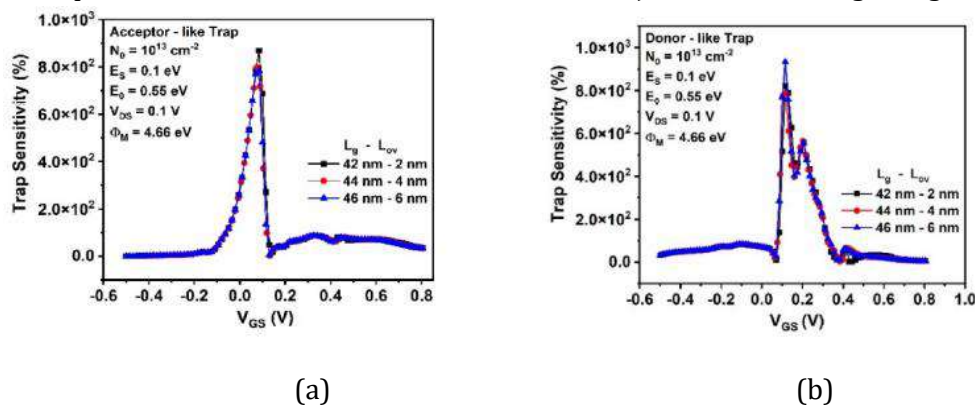 Acceptor - like Trap
N₀ = 10¹³ cm⁻²
E_S = 0.1 eV
E₀ = 0.55 eV
V_DS = 0.1 V
Φ_M = 4.66 eV
L_g - L_ov
42 nm - 2 nm
44 nm - 4 nm
46 nm - 6 nm
Trap Sensitivity (%)
1.0×10³
8.0×10²
6.0×10²
4.0×10²
2.0×10²
0.0
-0.6 -0.4 -0.2 0.0 0.2 0.4 0.6 0.8
V_GS (V)
(a)
Donor - like Trap
N₀ = 10¹³ cm⁻²
E_S = 0.1 eV
E₀ = 0.55 eV
V_DS = 0.1 V
Φ_M = 4.66 eV
L_g - L_ov
42 nm - 2 nm
44 nm - 4 nm
46 nm - 6 nm
Trap Sensitivity (%)
1.0×10³
8.0×10²
6.0×10²
4.0×10²
2.0×10²
0.0
-0.6 -0.4 -0.2 0.0 0.2 0.4 0.6 0.8 1.0
V_GS (V)
(b)